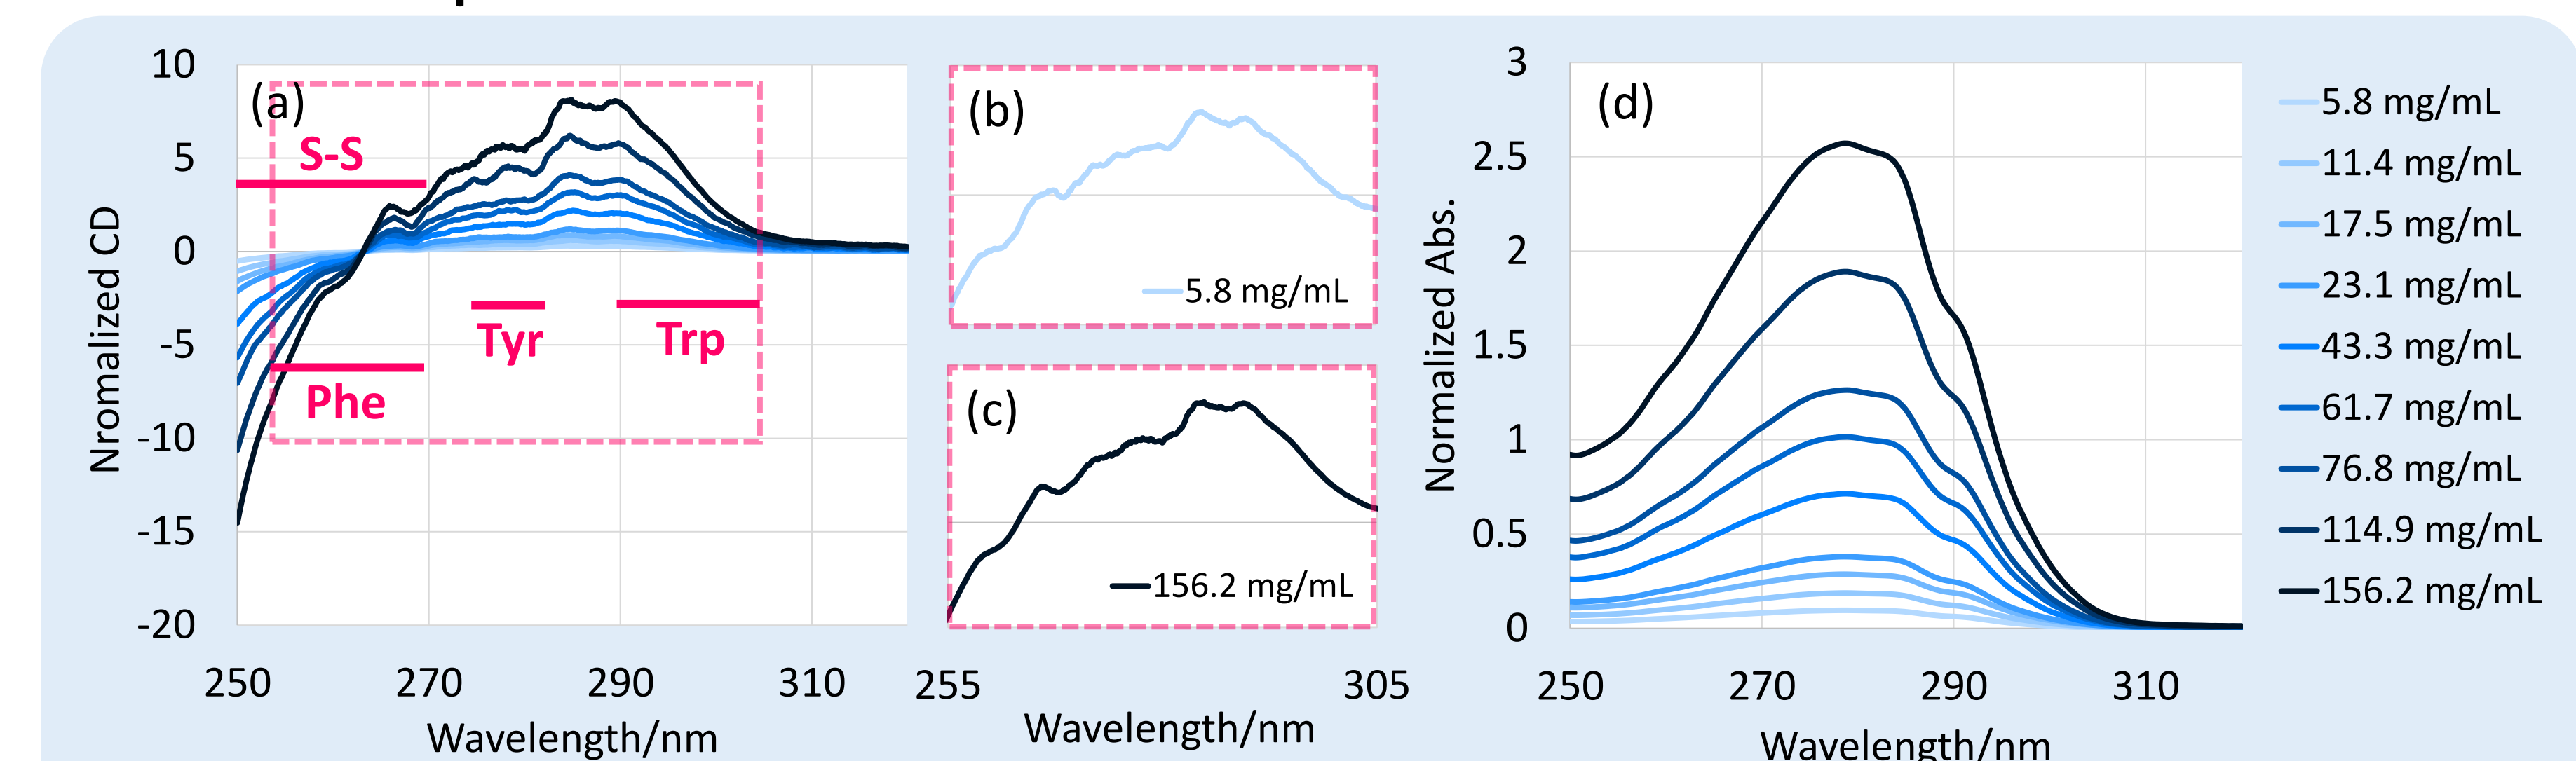 (a)
10
5
0
-5
-10
-15
-20
Nromalized CD
S-S
Phe
Tyr
Trp
250 270 290 310
Wavelength/nm
(b)
5.8 mg/mL
(c)
156.2 mg/mL
255 305
Wavelength/nm
(d)
3
2.5
2
1.5
1
0.5
0
Normalized Abs.
250 270 290 310
Wavelength/nm
5.8 mg/mL
11.4 mg/mL
17.5 mg/mL
23.1 mg/mL
43.3 mg/mL
61.7 mg/mL
76.8 mg/mL
114.9 mg/mL
156.2 mg/mL